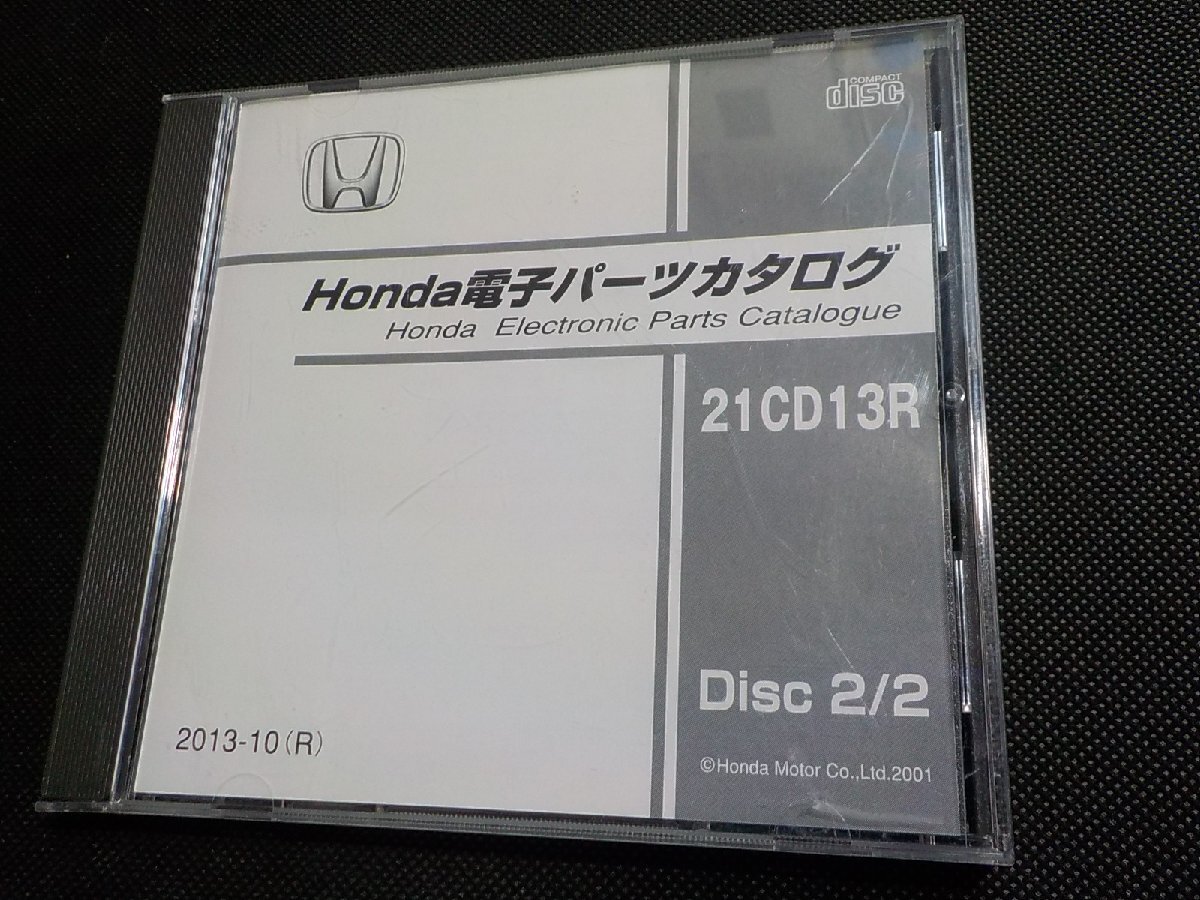 COMPACT
disc
Honda電子パーツカタログ
Honda Electronic Parts Catalogue
21CD13R
Disc 2/2
2013-10(R)
©Honda Motor Co.,Ltd.2001